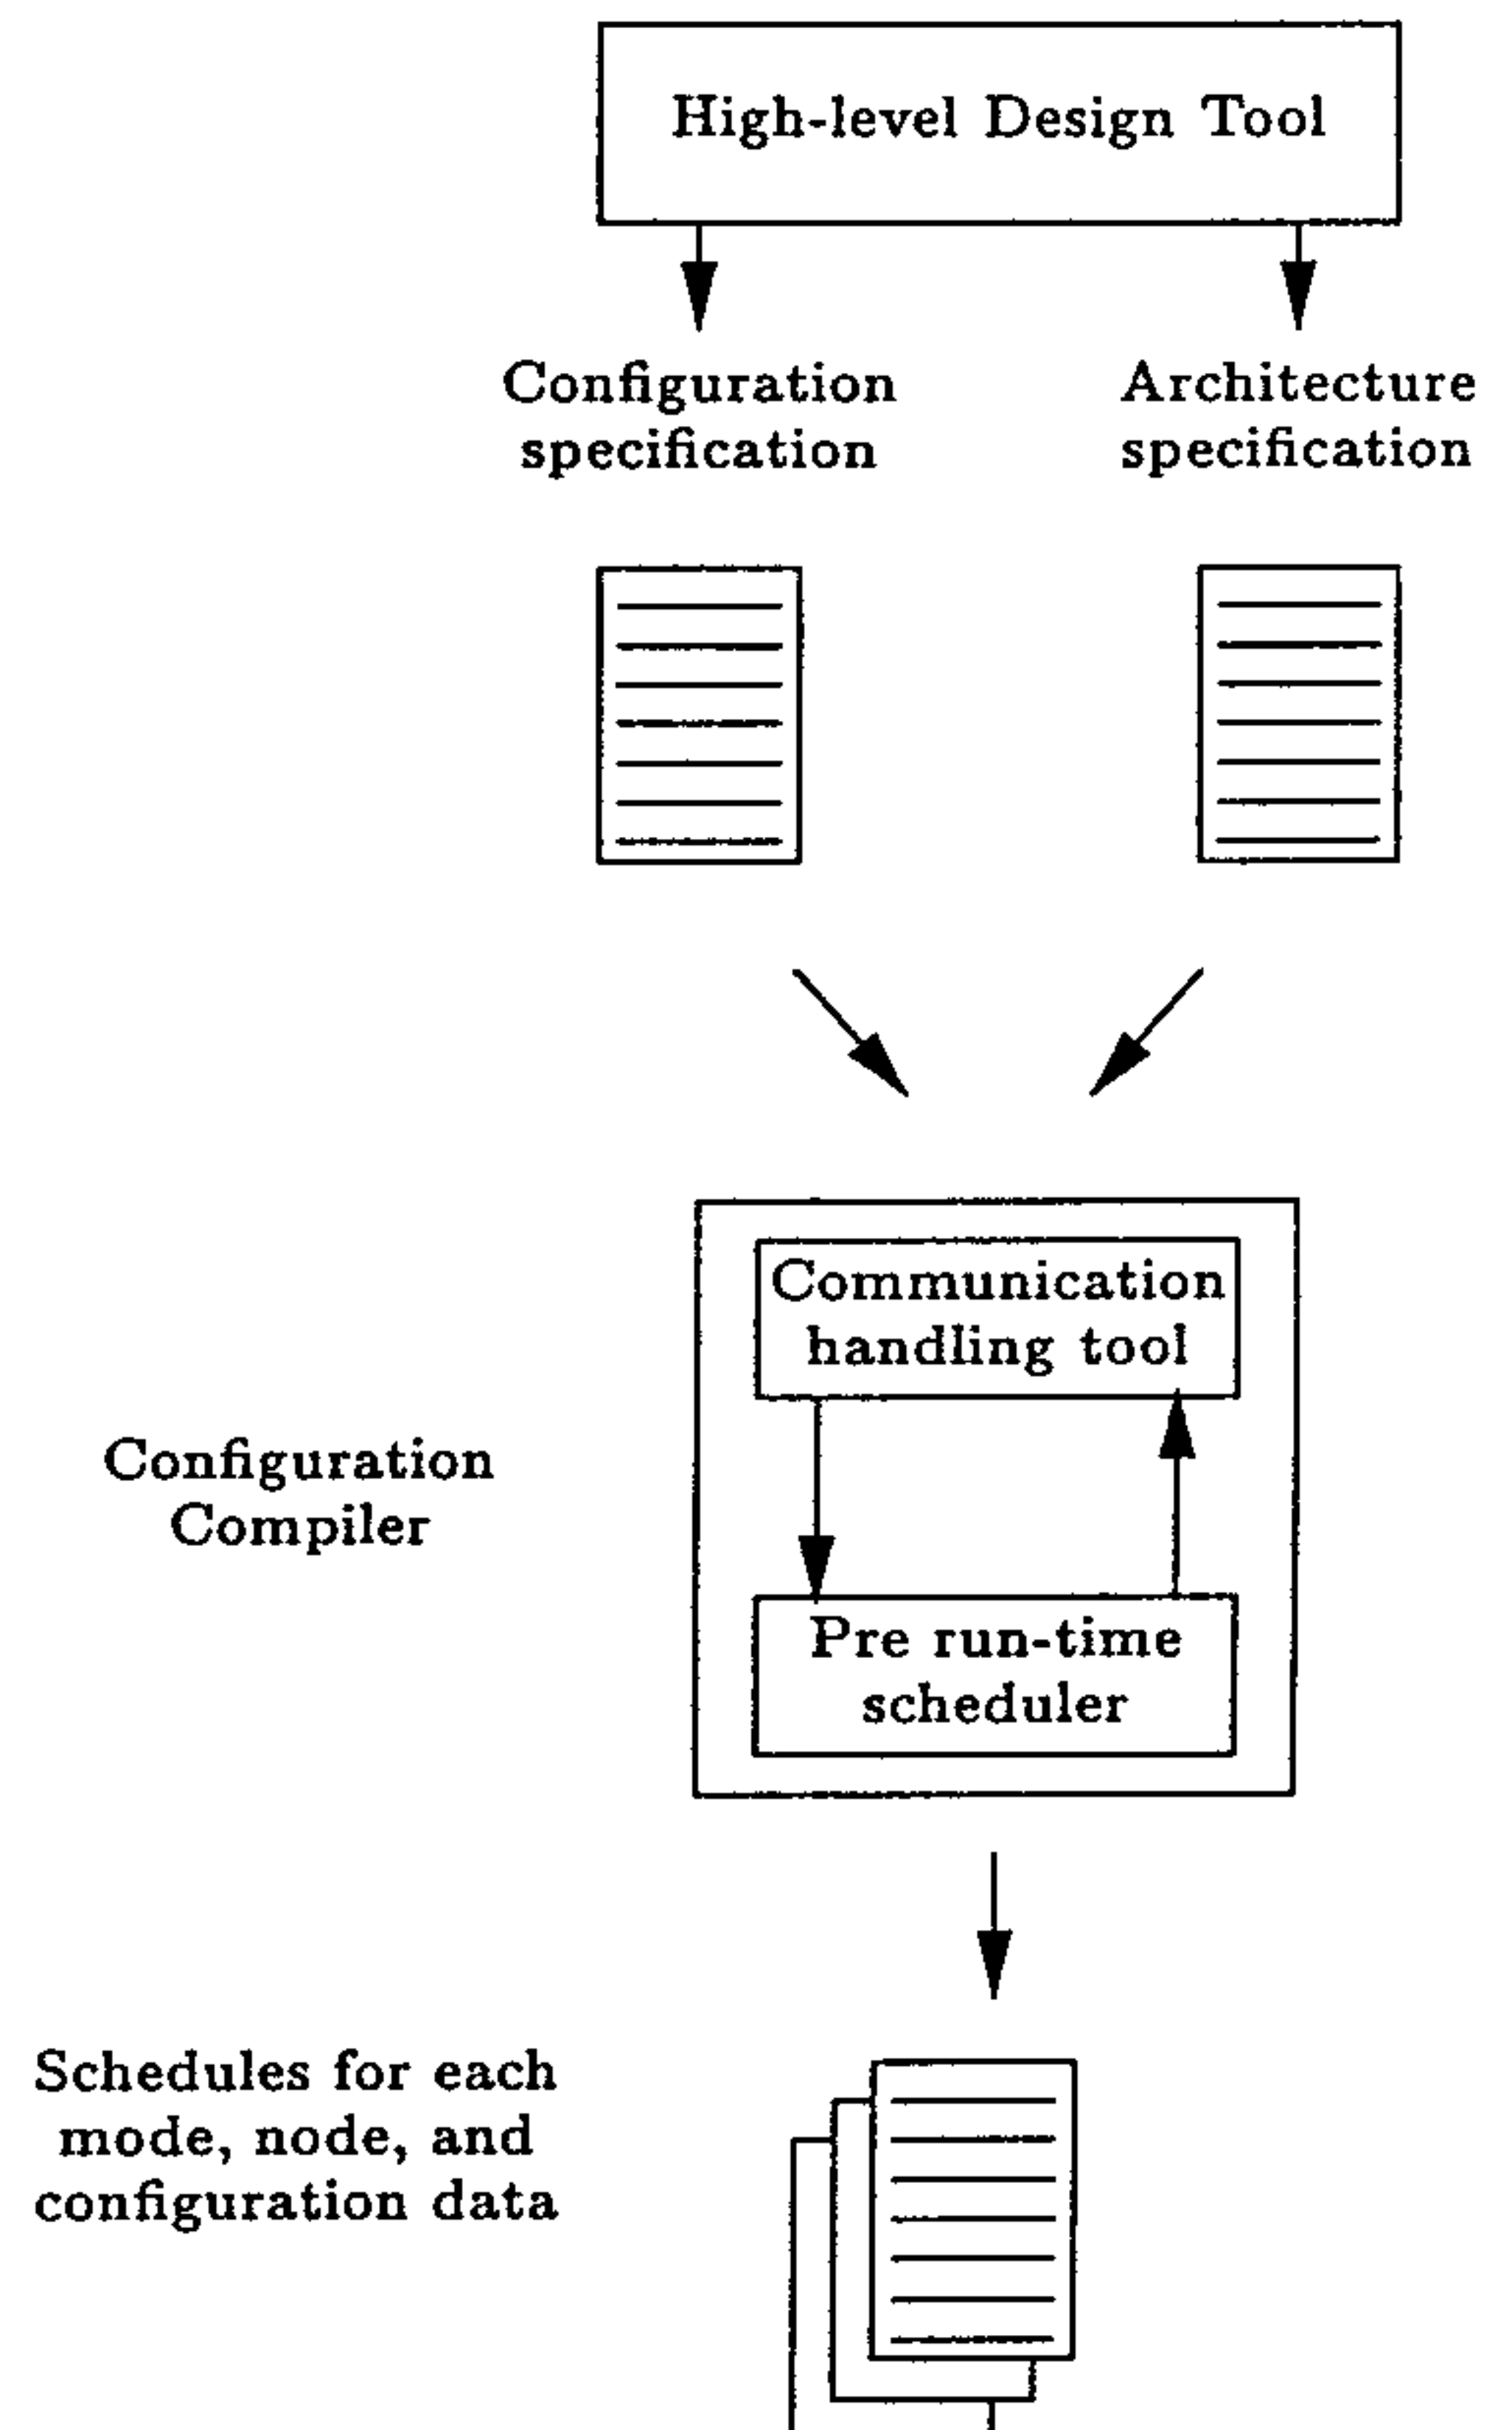 High-level Design Tool
Configuration
specification
Architecture
specification
Communication
handling tool
Configuration
Compiler
Pre run-time
scheduler
Schedules for each
mode, node, and
configuration data